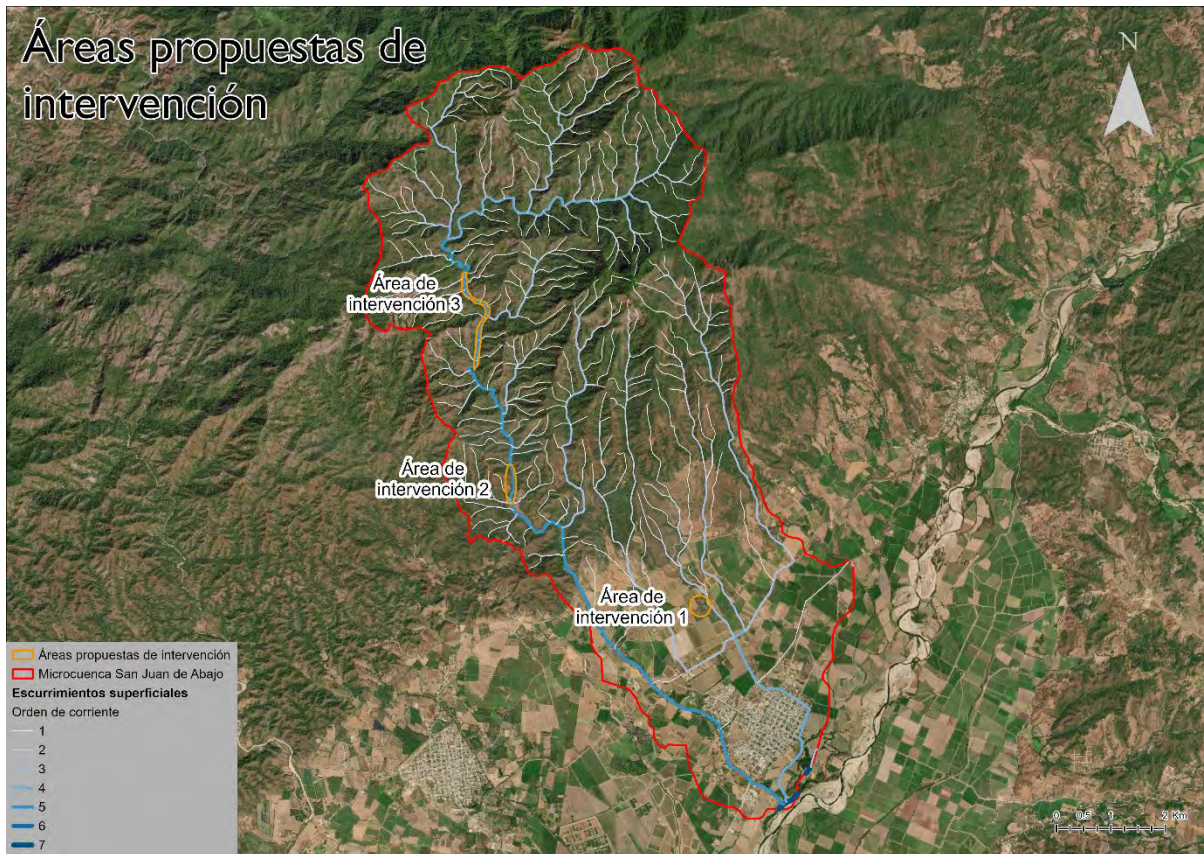 Áreas propuestas de
intervención
N
Área de
intervención 3
Área de
intervención 2
Área de
intervención 1
Áreas propuestas de intervención
Microcuenca San Juan de Abajo
Escurrimientos superficiales
Orden de corriente
1
2
3
4
5
6
7
0 0.5 1 2 Km